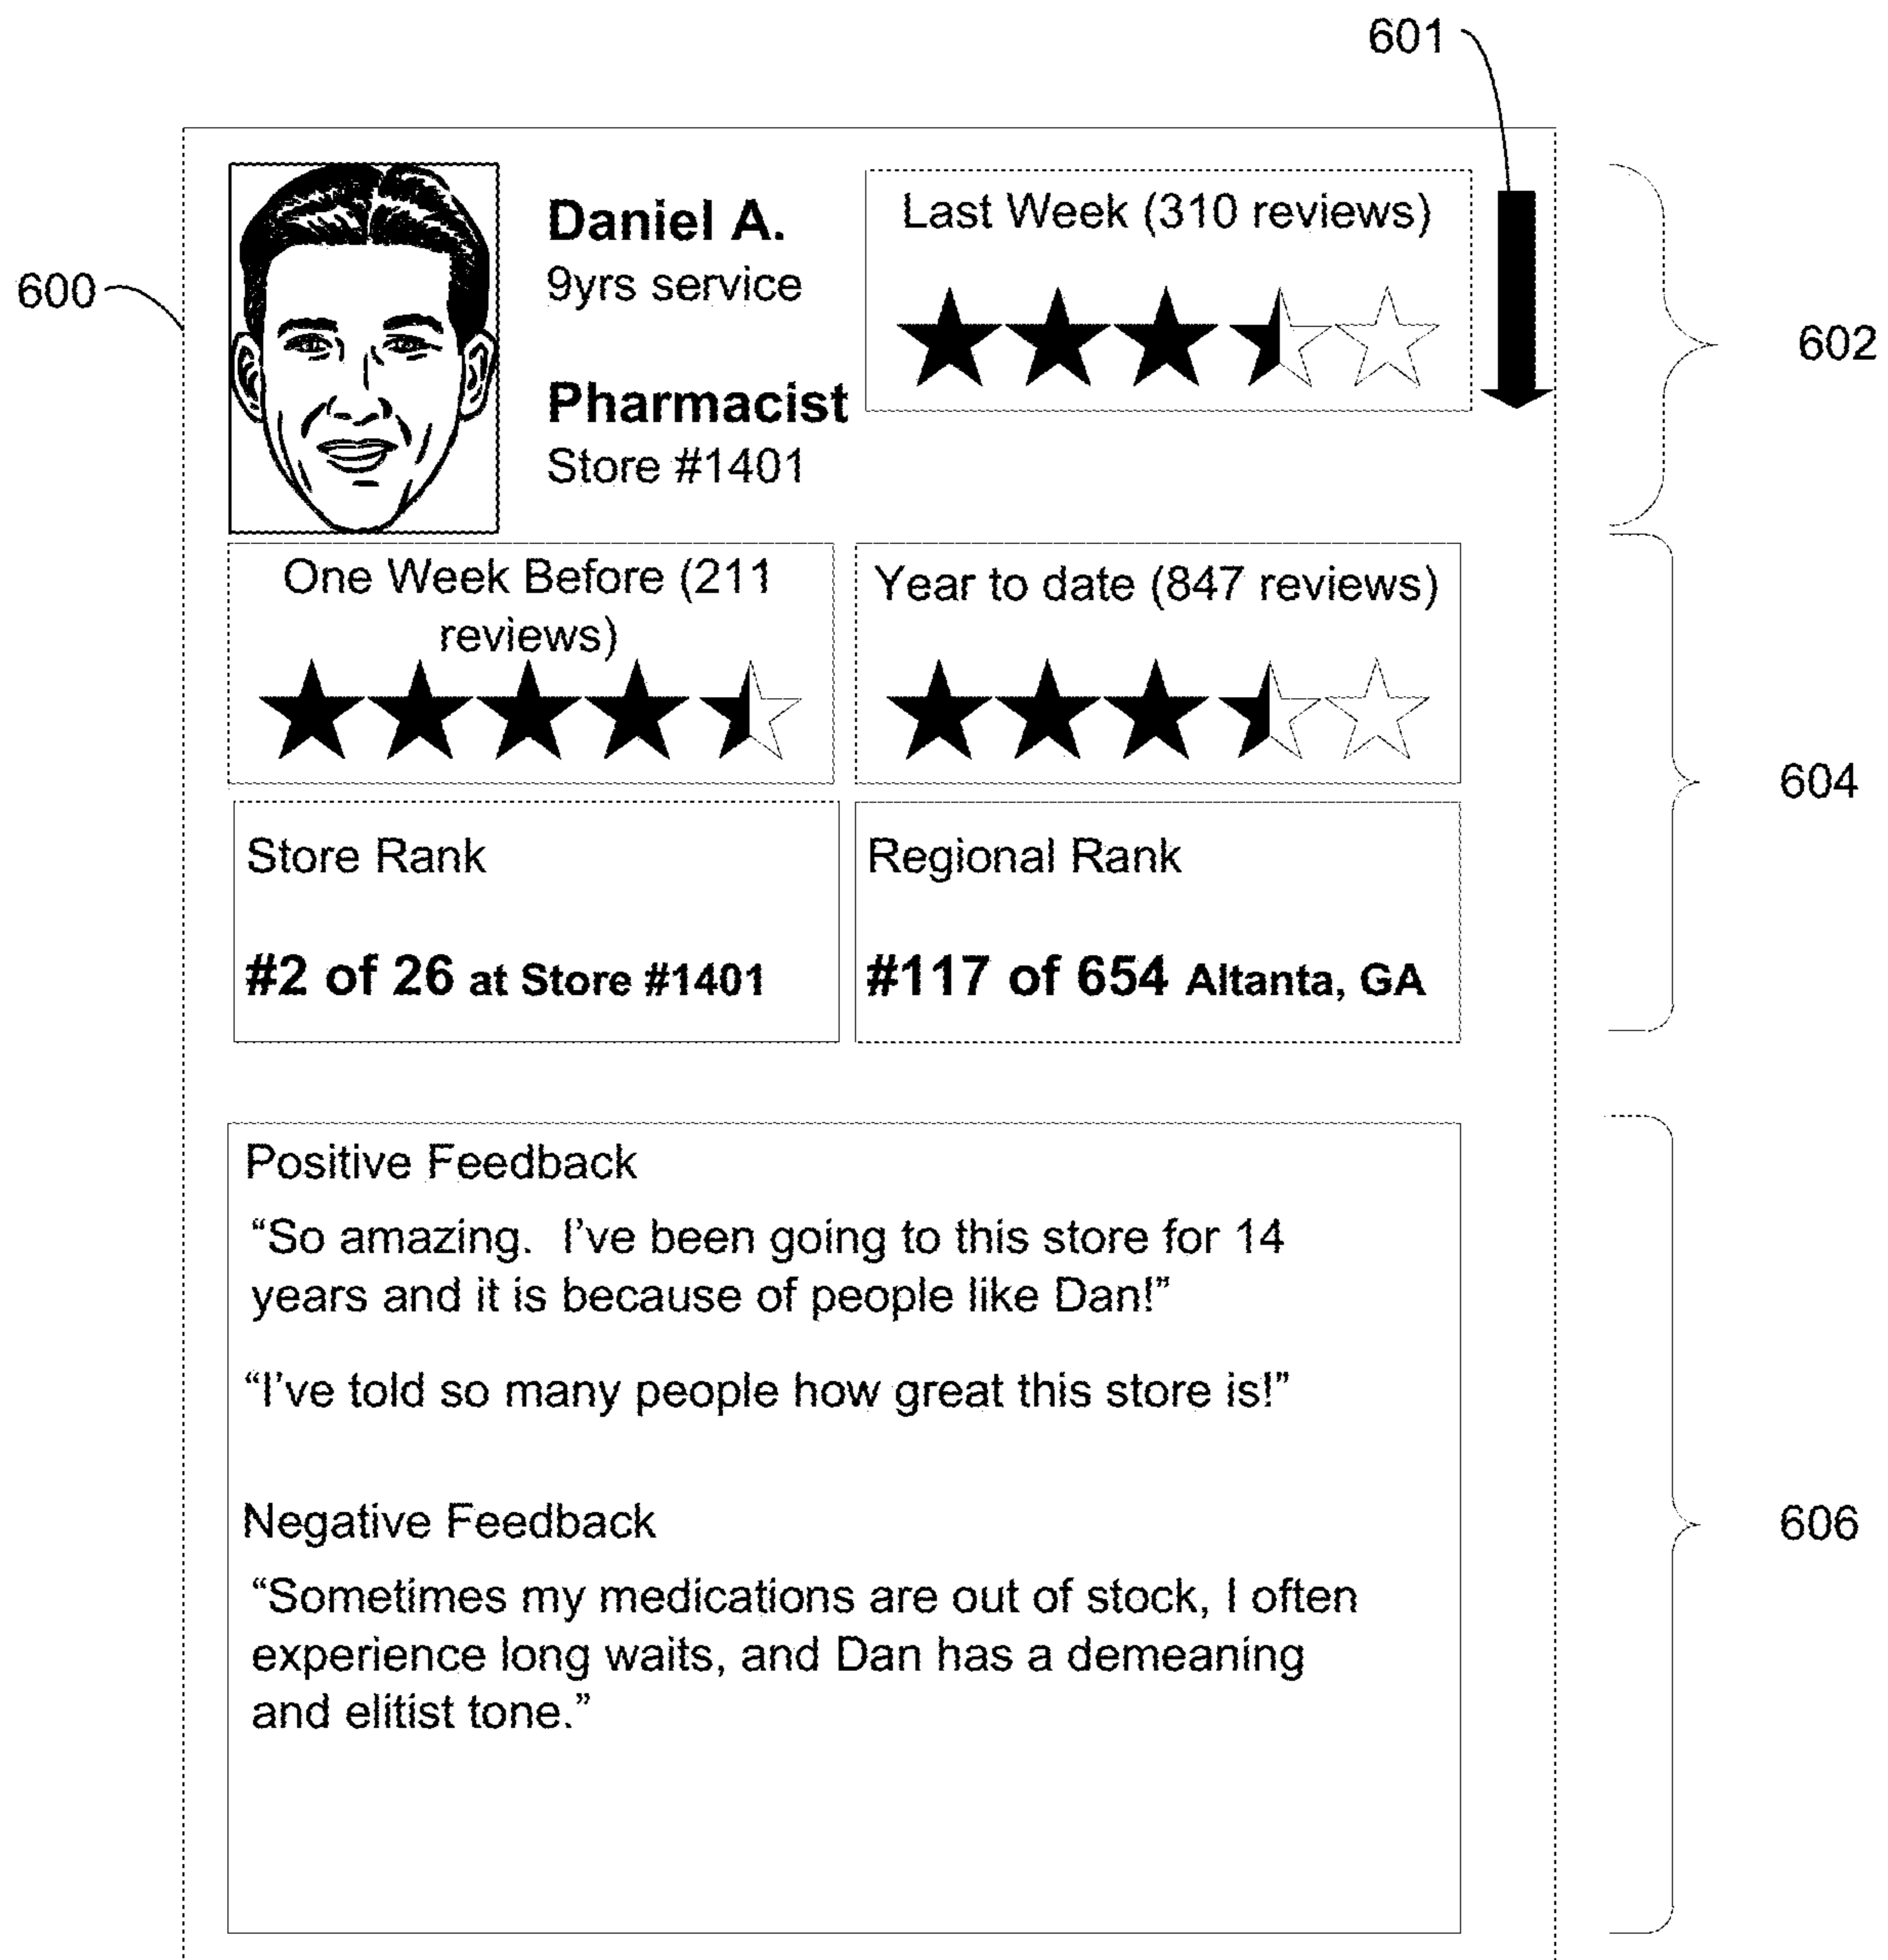 601
600
Daniel A.
9yrs service
Pharmacist
Store #1401
Last Week (310 reviews)
602
One Week Before (211
reviews)
Year to date (847 reviews)
604
Store Rank
#2 of 26 at Store #1401
Regional Rank
#117 of 654 Altanta, GA
Positive Feedback
“So amazing.  I’ve been going to this store for 14
years and it is because of people like Dan!”
“I’ve told so many people how great this store is!”
Negative Feedback
“Sometimes my medications are out of stock, I often
experience long waits, and Dan has a demeaning
and elitist tone.”
606